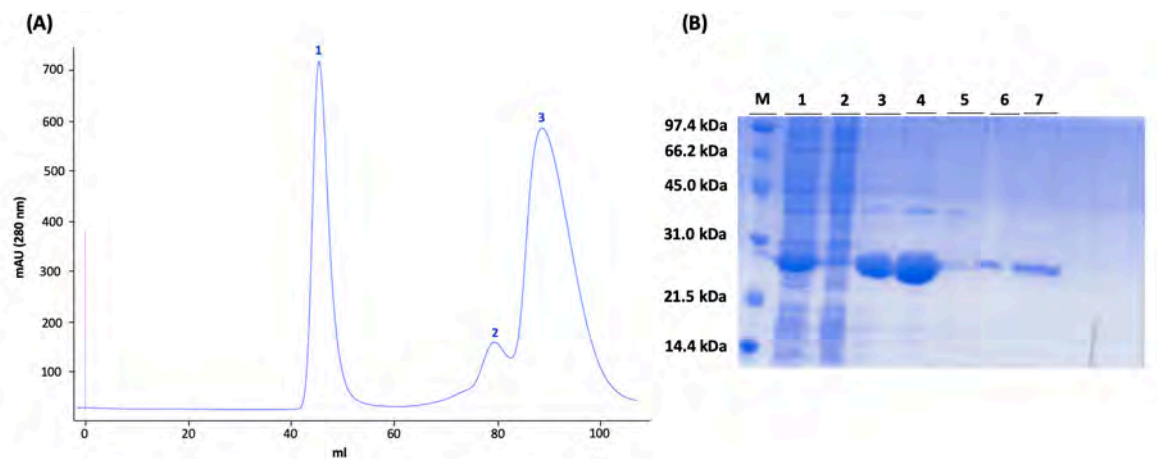 (A)
1
2
3
700
600
500
400
300
200
100
mAU (280 nm)
0 20 40 60 80 100
ml
(B)
M 1 2 3 4 5 6 7
97.4 kDa
66.2 kDa
45.0 kDa
31.0 kDa
21.5 kDa
14.4 kDa